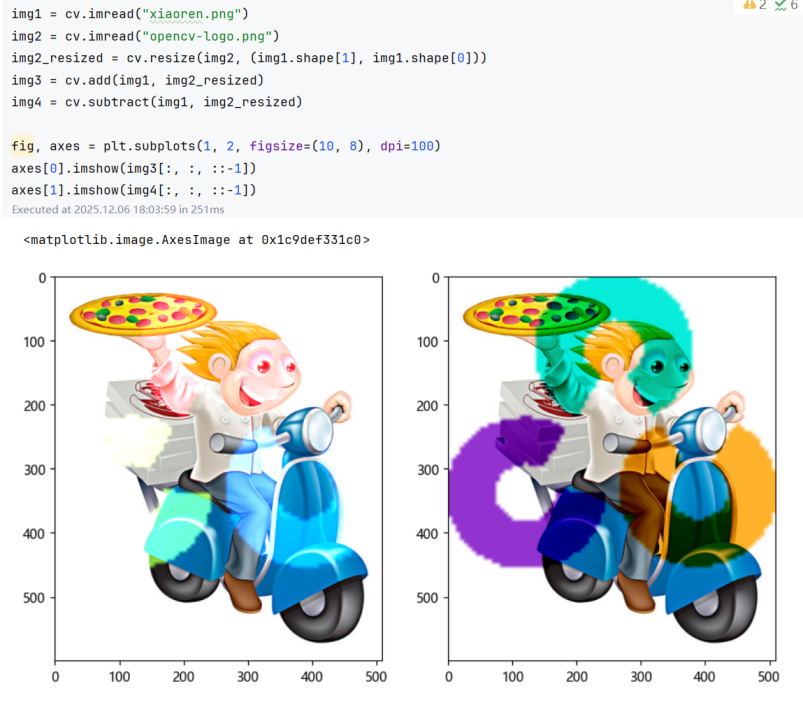 2 6
img1 = cv.imread("xiaoren.png")
img2 = cv.imread("opencv-logo.png")
img2_resized = cv.resize(img2, (img1.shape[1], img1.shape[0]))
img3 = cv.add(img1, img2_resized)
img4 = cv.subtract(img1, img2_resized)
fig, axes = plt.subplots(1, 2, figsize=(10, 8), dpi=100)
axes[0].imshow(img3[:, :, ::-1])
axes[1].imshow(img4[:, :, ::-1])
Executed at 2025.12.06 18:03:59 in 251ms
<matplotlib.image.AxesImage at 0x1c9def331c0>
0
100
200
300
400
500
0 100 200 300 400 500
0
100
200
300
400
500
0 100 200 300 400 500